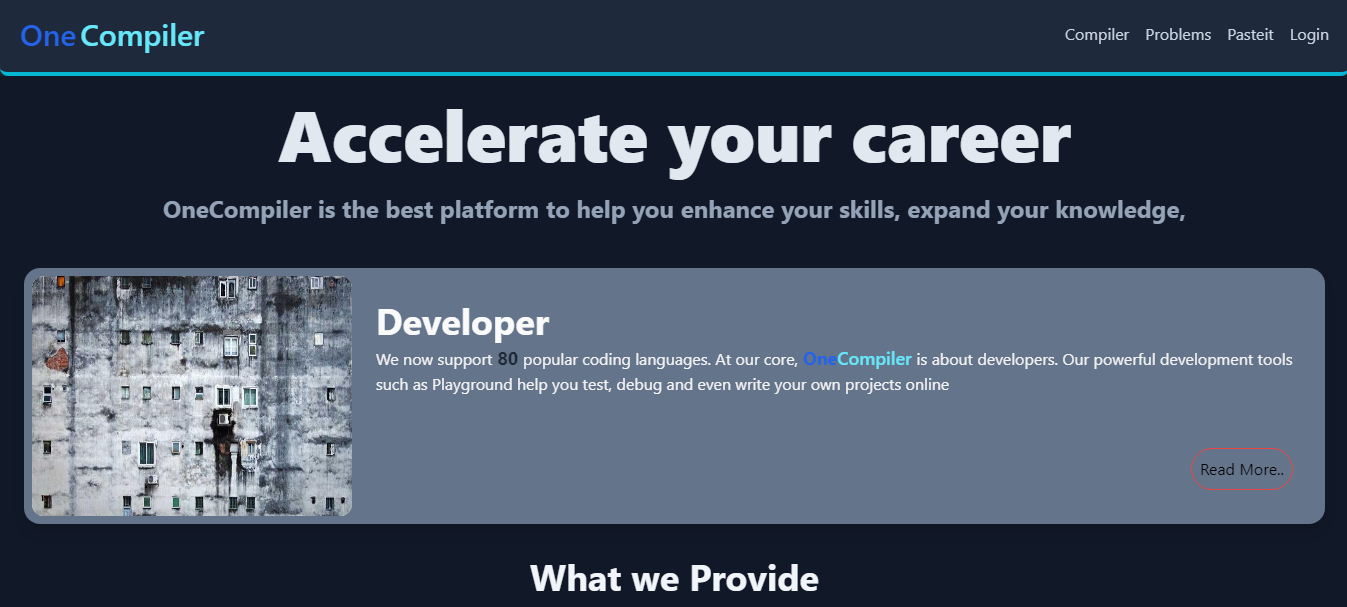 OneCompiler
Compiler Problems Pasteit Login
Accelerate your career
OneCompiler is the best platform to help you enhance your skills, expand your knowledge,
Developer
We now support 80 popular coding languages. At our core, OneCompiler is about developers. Our powerful development tools
such as Playground help you test, debug and even write your own projects online
Read More..
What we Provide